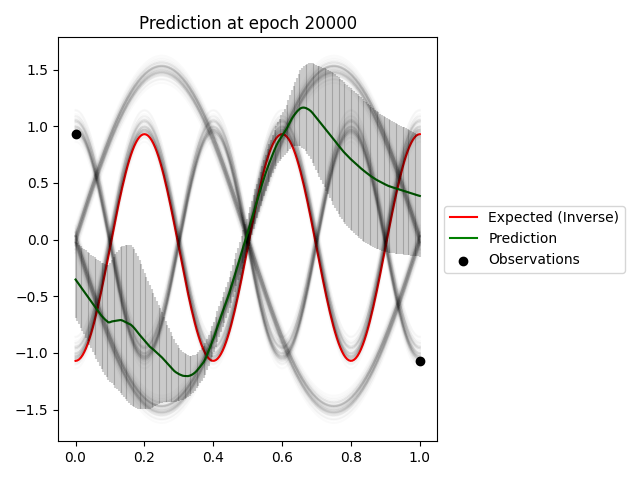 Prediction at epoch 20000
1.5
1.0
0.5
0.0
−0.5
−1.0
−1.5
0.0 0.2 0.4 0.6 0.8 1.0
Expected (Inverse)
Prediction
Observations